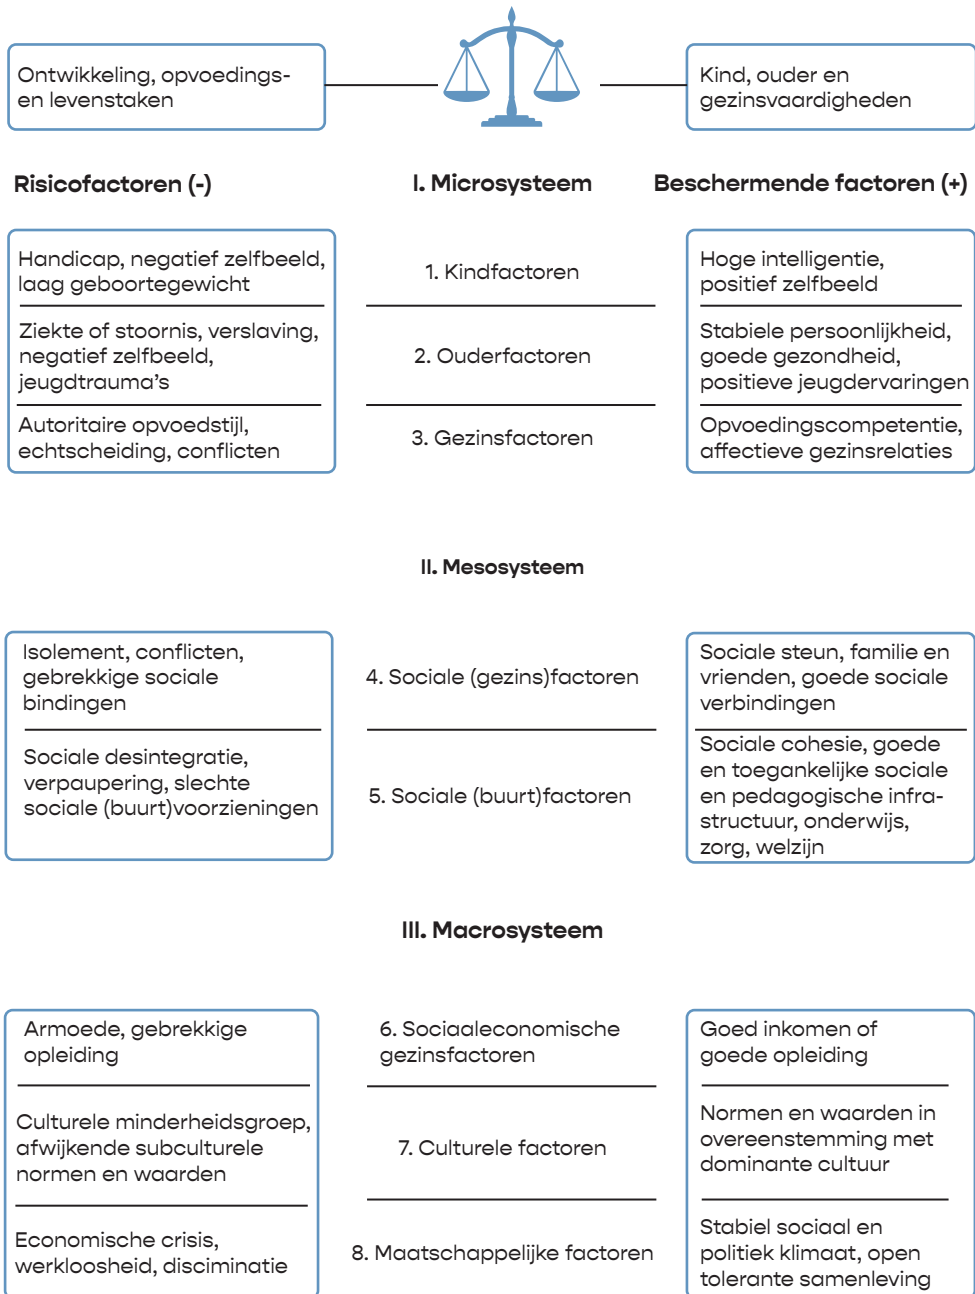 Ontwikkeling, opvoedings-
en levenstaken
Kind, ouder en
gezinsvaardigheden
Risicofactoren (-)
I. Microsysteem
Beschermende factoren (+)
Handicap, negatief zelfbeeld,
laag geboortegewicht
1. Kindfactoren
Hoge intelligentie,
positief zelfbeeld
Ziekte of stoornis, verslaving,
negatief zelfbeeld,
jeugdtrauma's
2. Ouderfactoren
Stabiele persoonlijkheid,
goede gezondheid,
positieve jeugdervaringen
Autoritaire opvoedstijl,
echtscheiding, conflicten
3. Gezinsfactoren
Opvoedingscompetentie,
affectieve gezinsrelaties
II. Mesosysteem
Isolement, conflicten,
gebrekkige sociale
bindingen
4. Sociale (gezins)factoren
Sociale steun, familie en
vrienden, goede sociale
verbindingen
Sociale desintegratie,
verpaupering, slechte
sociale (buurt)voorzieningen
5. Sociale (buurt)factoren
Sociale cohesie, goede
en toegankelijke sociale
en pedagogische infra-
structuur, onderwijs,
zorg, welzijn
III. Macrosysteem
Armoede, gebrekkige
opleiding
6. Sociaaleconomische
gezinsfactoren
Goed inkomen of
goede opleiding
Culturele minderheidsgroep,
afwijkende subculturele
normen en waarden
7. Culturele factoren
Normen en waarden in
overeenstemming met
dominante cultuur
Economische crisis,
werkloosheid, disciminatie
8. Maatschappelijke factoren
Stabiel sociaal en
politiek klimaat, open
tolerante samenleving